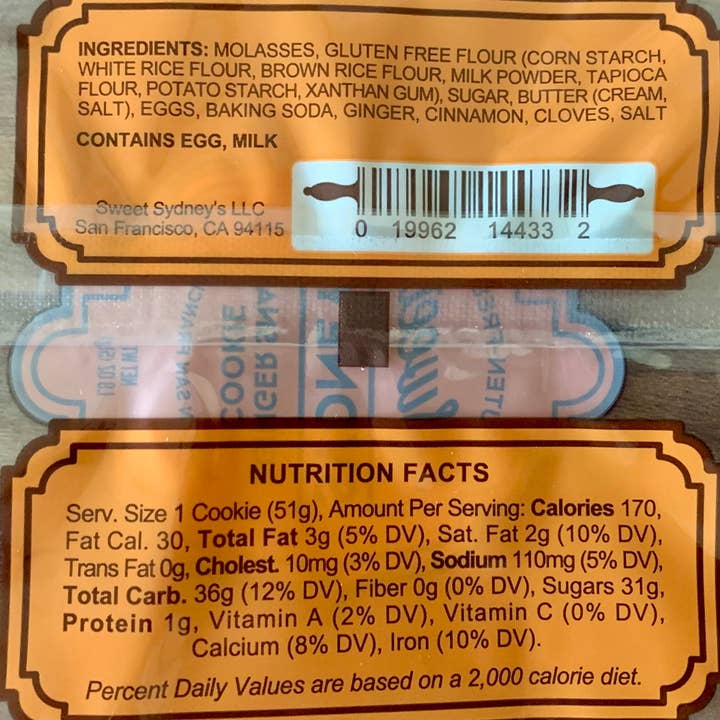 INGREDIENTS: MOLASSES, GLUTEN FREE FLOUR (CORN STARCH,
WHITE RICE FLOUR, BROWN RICE FLOUR, MILK POWDER, TAPIOCA
FLOUR, POTATO STARCH, XANTHAN GUM), SUGAR, BUTTER (CREAM,
SALT), EGGS, BAKING SODA, GINGER, CINNAMON, CLOVES, SALT
CONTAINS EGG, MILK
Sweet Sydney's LLC
San Francisco, CA 94115
0 19962 14433 2
COOKIE
ONE
NET WT
NUTRITION FACTS
Serv. Size 1 Cookie (51g), Amount Per Serving: Calories 170,
Fat Cal. 30, Total Fat 3g (5% DV), Sat. Fat 2g (10% DV),
Trans Fat 0g, Cholest. 10mg (3% DV), Sodium 110mg (5% DV),
Total Carb. 36g (12% DV), Fiber 0g (0% DV), Sugars 31g,
Protein 1g, Vitamin A (2% DV), Vitamin C (0% DV),
Calcium (8% DV), Iron (10% DV).
Percent Daily Values are based on a 2,000 calorie diet.